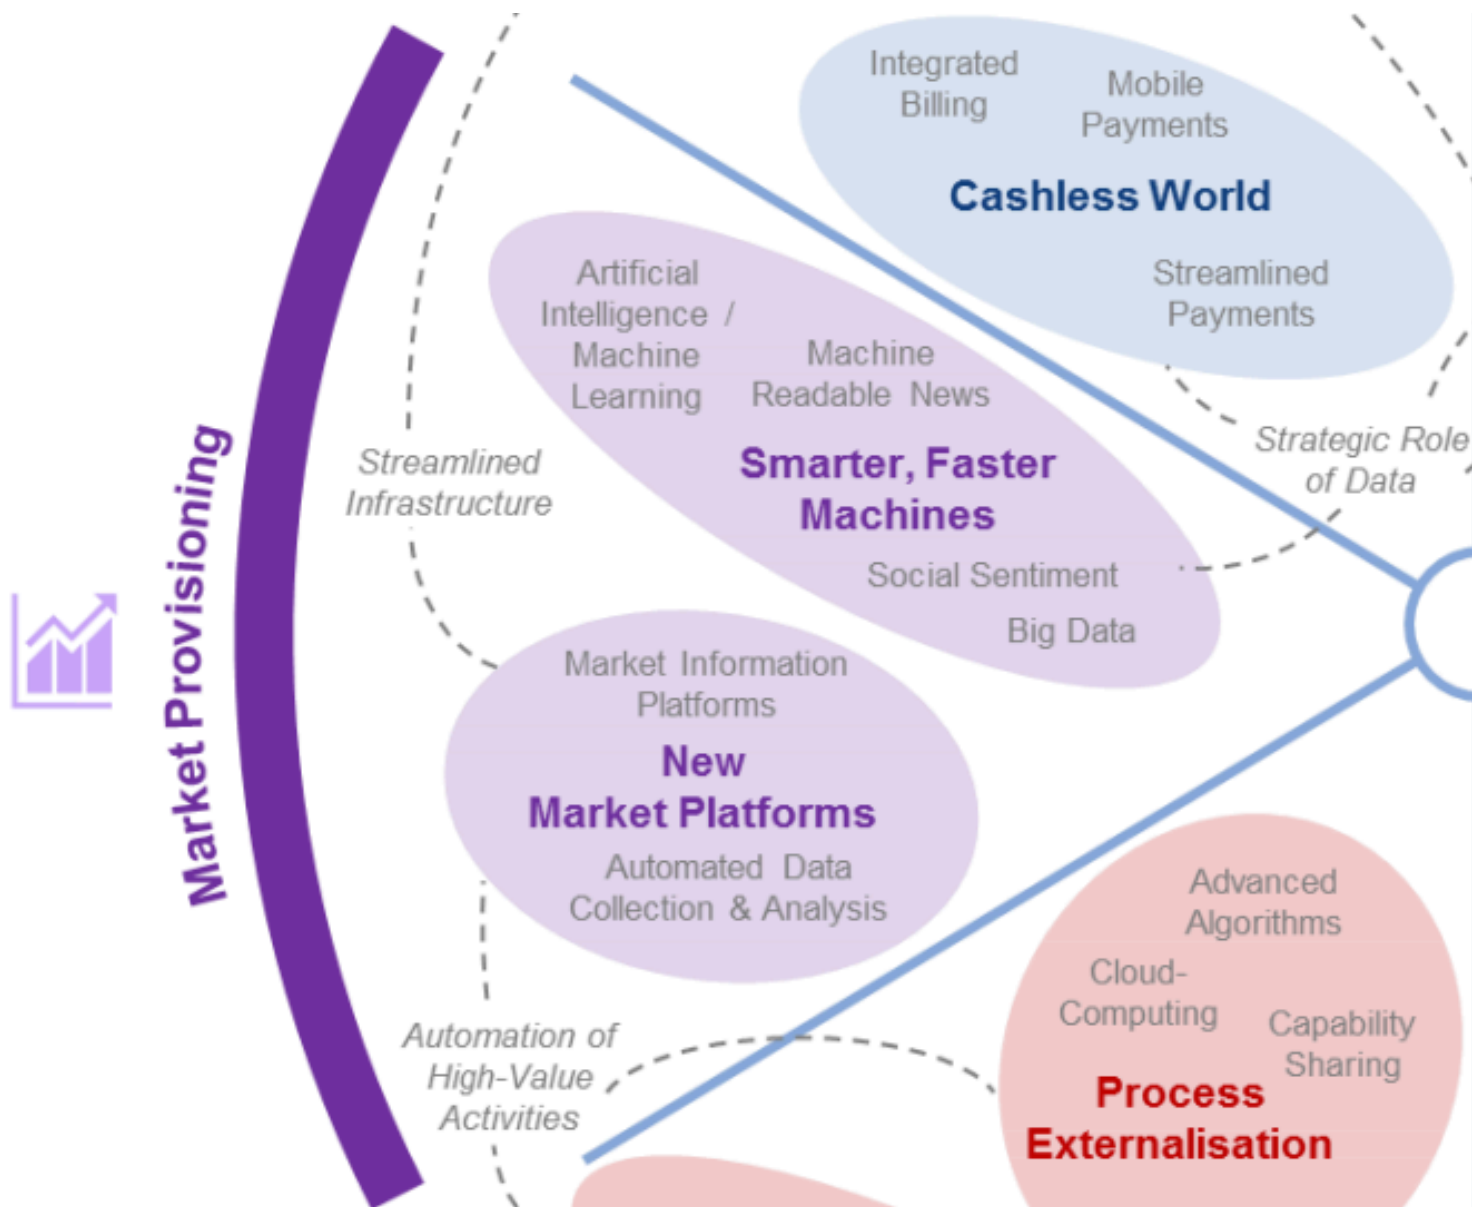 Integrated
Billing
Mobile
Payments
Cashless World
Streamlined
Payments
Artificial
Intelligence /
Machine
Learning
Machine
Readable News
Smarter, Faster
Machines
Social Sentiment
Big Data
Strategic Role
of Data
Streamlined
Infrastructure
Market Provisioning
Market Information
Platforms
New
Market Platforms
Automated Data
Collection & Analysis
Automation of
High-Value
Activities
Advanced
Algorithms
Cloud-
Computing
Capability
Sharing
Process
Externalisation